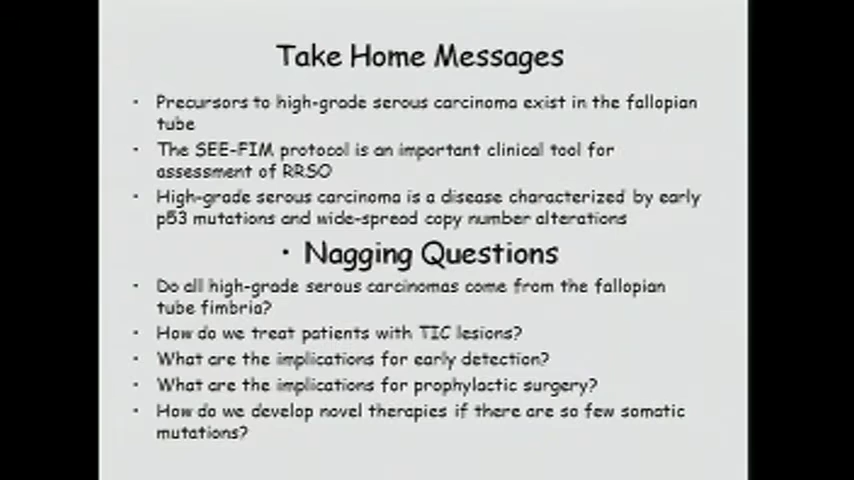 Take Home Messages
• Precursors to high-grade serous carcinoma exist in the fallopian
tube
• The SEE-FIM protocol is an important clinical tool for
assessment of RRSO
• High-grade serous carcinoma is a disease characterized by early
p53 mutations and wide-spread copy number alterations
• Nagging Questions
• Do all high-grade serous carcinomas come from the fallopian
tube fimbria?
• How do we treat patients with TIC lesions?
• What are the implications for early detection?
• What are the implications for prophylactic surgery?
• How do we develop novel therapies if there are so few somatic
mutations?